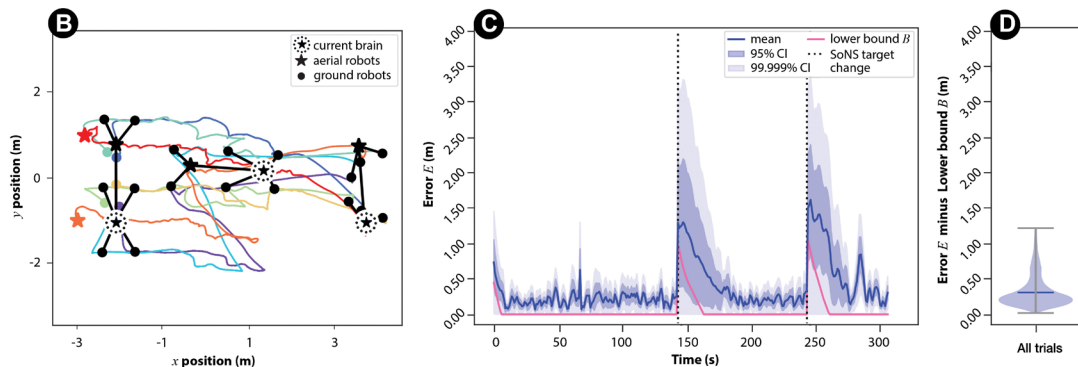 B
current brain
aerial robots
ground robots
2
0
-2
y position (m)
-3
-1
1
3
x position (m)
C
mean
95% CI
99.999% CI
lower bound B
SoNS target
change
4.00
3.50
3.00
2.50
2.00
1.50
1.00
0.50
0.00
Error E (m)
0
50
100
150
200
250
300
Time (s)
D
4.00
3.50
3.00
2.50
2.00
1.50
1.00
0.50
0.00
Error E minus Lower bound B (m)
All trials